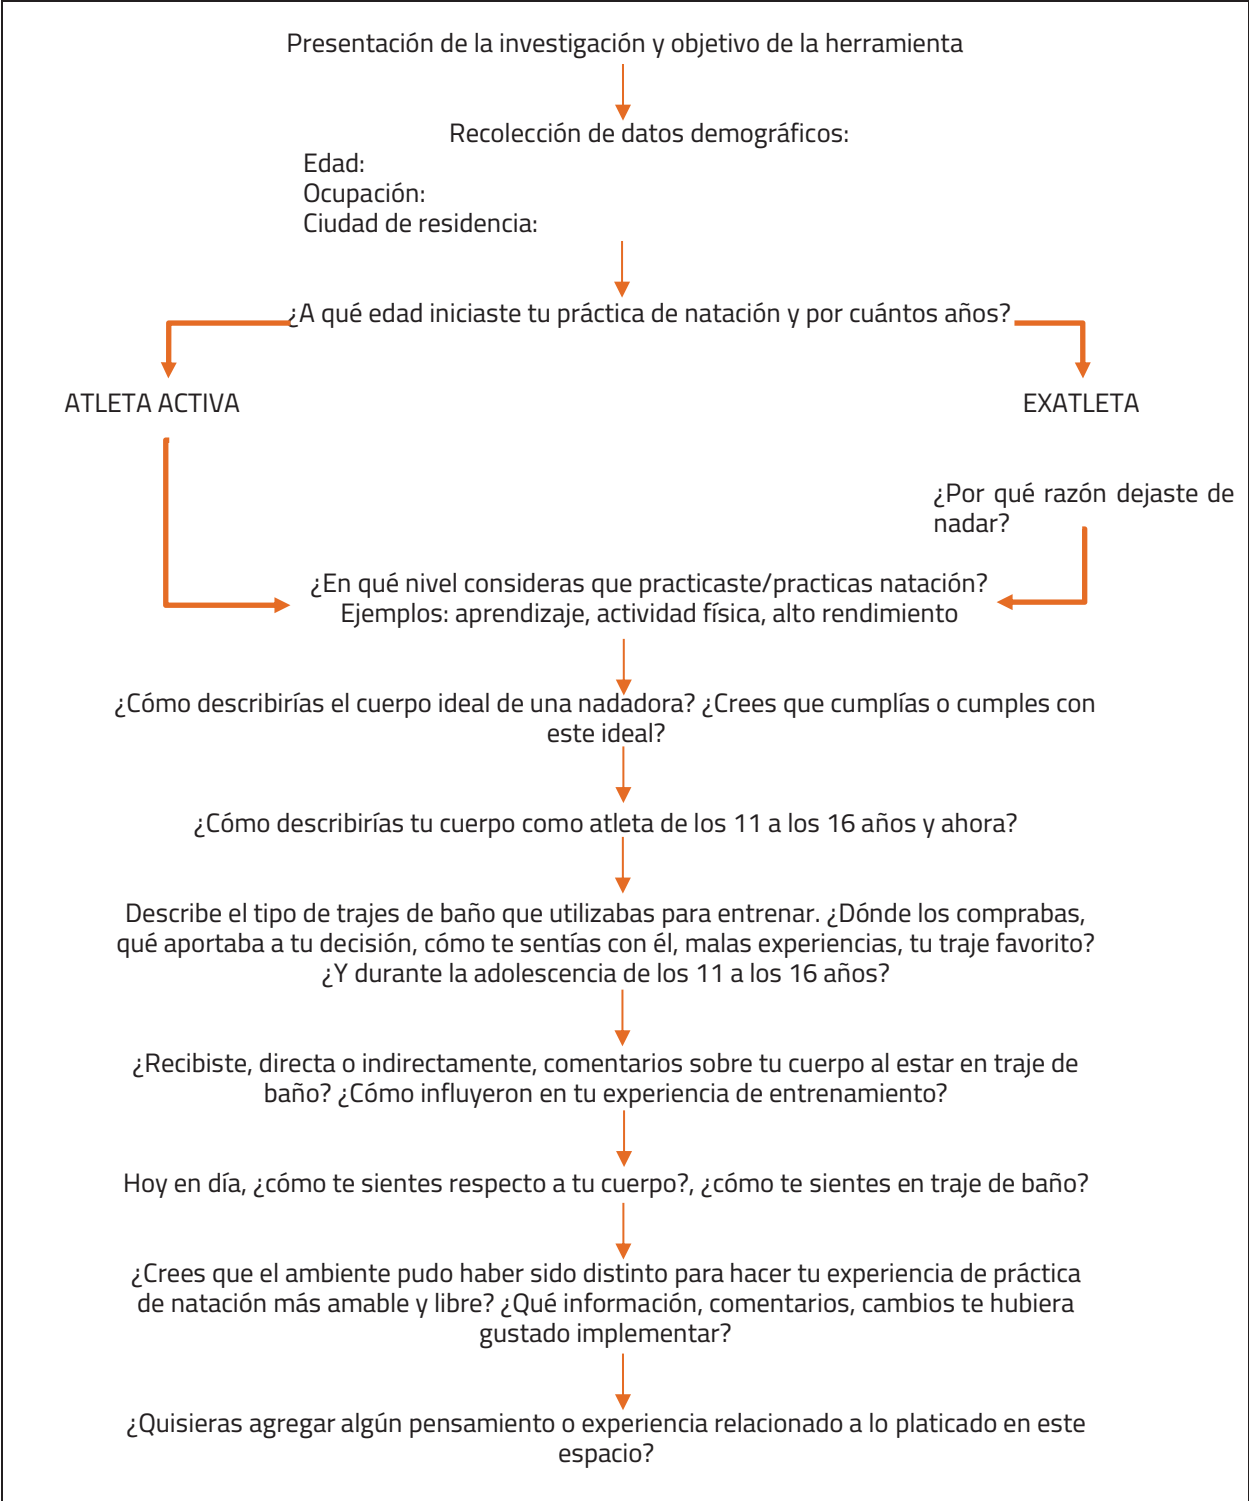 Presentación de la investigación y objetivo de la herramienta
Recolección de datos demográficos:
Edad:
Ocupación:
Ciudad de residencia:
¿A qué edad iniciaste tu práctica de natación y por cuántos años?
ATLETA ACTIVA
EXATLETA
¿Por qué razón dejaste de
nadar?
¿En qué nivel consideras que practicaste/practicas natación?
Ejemplos: aprendizaje, actividad física, alto rendimiento
¿Cómo describirías el cuerpo ideal de una nadadora? ¿Crees que cumplías o cumples con
este ideal?
¿Cómo describirías tu cuerpo como atleta de los 11 a los 16 años y ahora?
Describe el tipo de trajes de baño que utilizabas para entrenar. ¿Dónde los comprabas,
qué aportaba a tu decisión, cómo te sentías con él, malas experiencias, tu traje favorito?
¿Y durante la adolescencia de los 11 a los 16 años?
¿Recibiste, directa o indirectamente, comentarios sobre tu cuerpo al estar en traje de
baño? ¿Cómo influyeron en tu experiencia de entrenamiento?
Hoy en día, ¿cómo te sientes respecto a tu cuerpo?, ¿cómo te sientes en traje de baño?
¿Crees que el ambiente pudo haber sido distinto para hacer tu experiencia de práctica
de natación más amable y libre? ¿Qué información, comentarios, cambios te hubiera
gustado implementar?
¿Quisieras agregar algún pensamiento o experiencia relacionado a lo platicado en este
espacio?